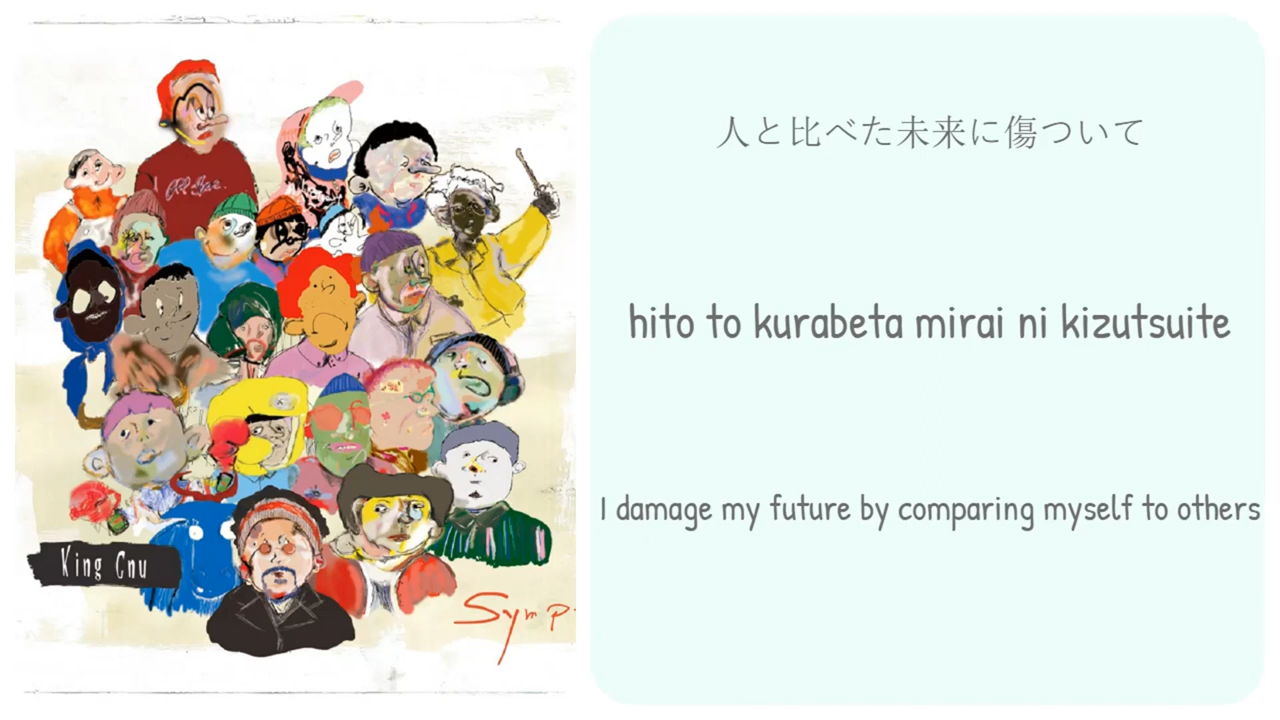 人と比べた未来に傷ついて
hito to kurabeta mirai ni kizutsuite
I damage my future by comparing myself to others
King Gnu
Symp